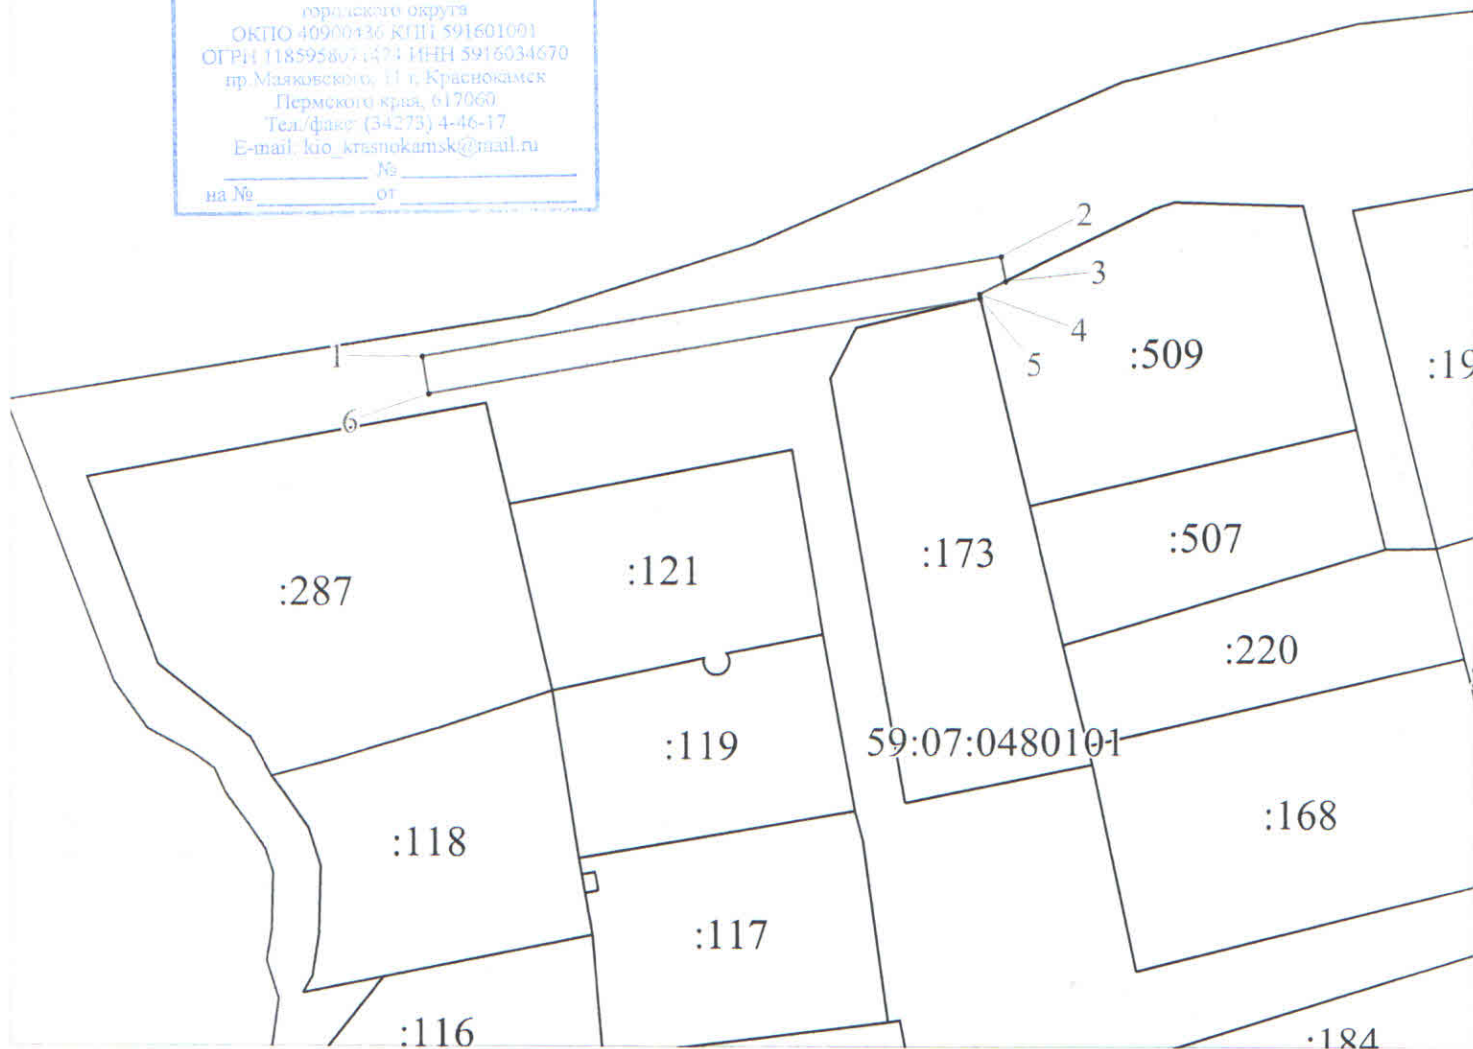 городского округа
ОКПО 40900436 КПП 591601001
ОГРН ИНН 5916034670
пр.Маяковского, 11 г. Краснокамск
Пермского края, 617060
Тел./факс: (34273) 4-46-17
E-mail: kio_krasnokamsk@mail.ru
№
на № от
2
3
1
4
:509
5
:19
6
:507
:173
:121
:287
:220
59:07:0480101
:119
:168
:118
:117
:116
:184